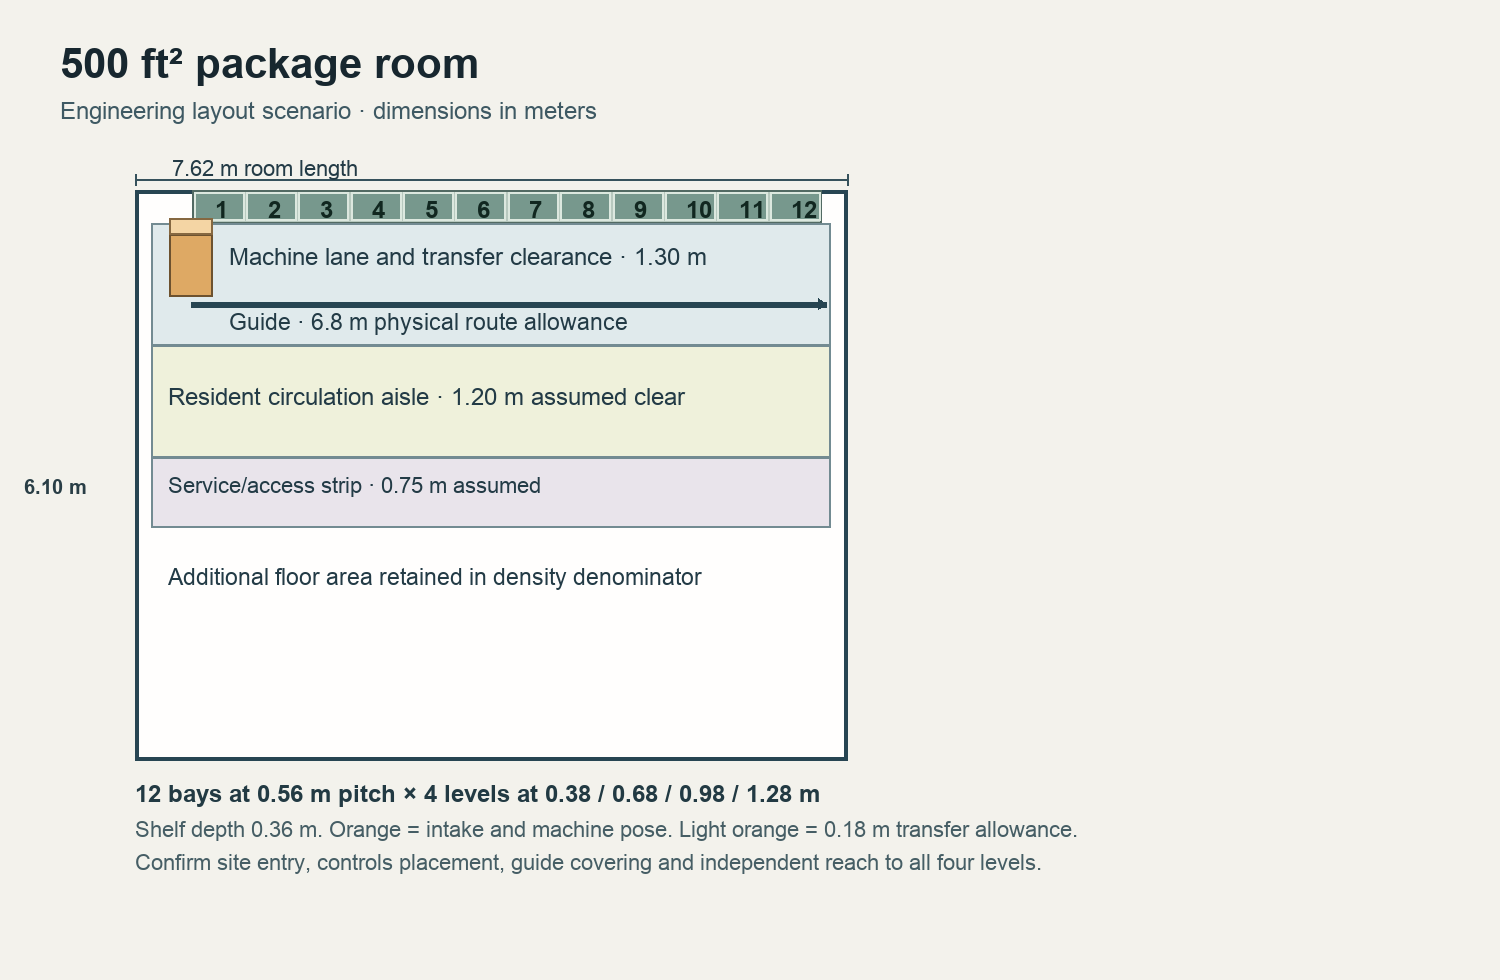 500 ft² package room
Engineering layout scenario · dimensions in meters
7.62 m room length
1 2 3 4 5 6 7 8 9 10 11 12
Machine lane and transfer clearance · 1.30 m
Guide · 6.8 m physical route allowance
Resident circulation aisle · 1.20 m assumed clear
6.10 m
Service/access strip · 0.75 m assumed
Additional floor area retained in density denominator
12 bays at 0.56 m pitch × 4 levels at 0.38 / 0.68 / 0.98 / 1.28 m
Shelf depth 0.36 m. Orange = intake and machine pose. Light orange = 0.18 m transfer allowance.
Confirm site entry, controls placement, guide covering and independent reach to all four levels.